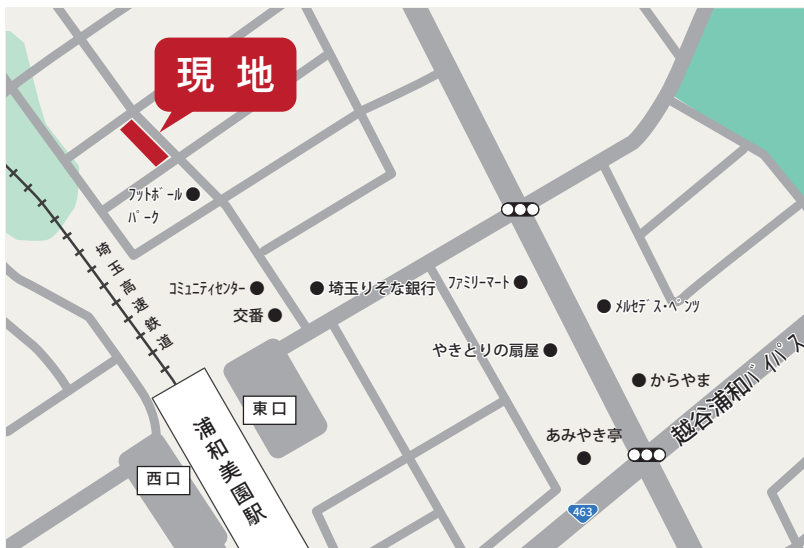 現 地
フットボール
パーク
埼玉高速鉄道
コミュニティセンター
埼玉りそな銀行
ファミリーマート
交番
メルセデス・ベンツ
やきとりの扇屋
からやま
東口
越谷浦和バイパス
あみやき亭
浦和美園駅
西口
463